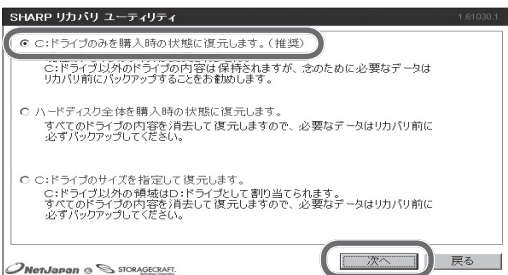 SHARP リカバリ ユーティリティ
1.61030.1
C:ドライブのみを購入時の状態に復元します。(推奨)
C:ドライブ以外のドライブの内容は保持されますが、念のために必要なデータは
リカバリ前にバックアップすることをお勧めします。
ハードディスク全体を購入時の状態に復元します。
すべてのドライブの内容を消去して復元しますので、必要なデータはリカバリ前に
必ずバックアップしてください。
C:ドライブのサイズを指定して復元します。
C:ドライブ以外の領域はD:ドライブとして割り当てられます。
すべてのドライブの内容を消去して復元しますので、必要なデータはリカバリ前に
必ずバックアップしてください。
次へ
戻る
NetJapan
STORAGECRAFT